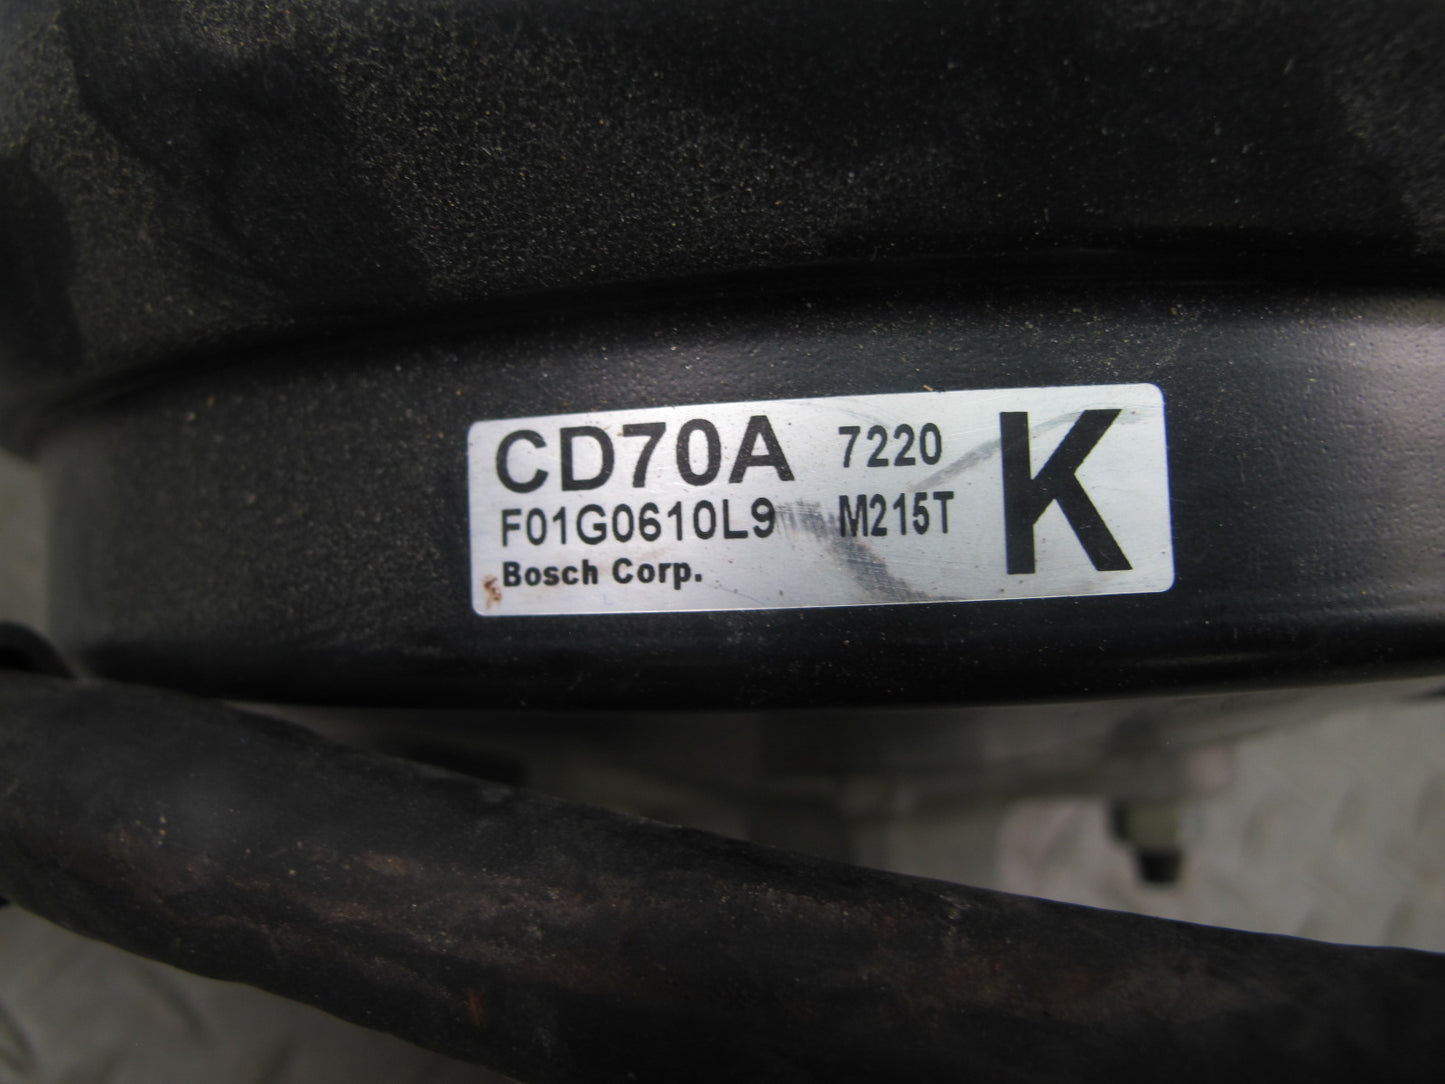 CD70A 7220 K
F01G0610L9 M215T
Bosch Corp.